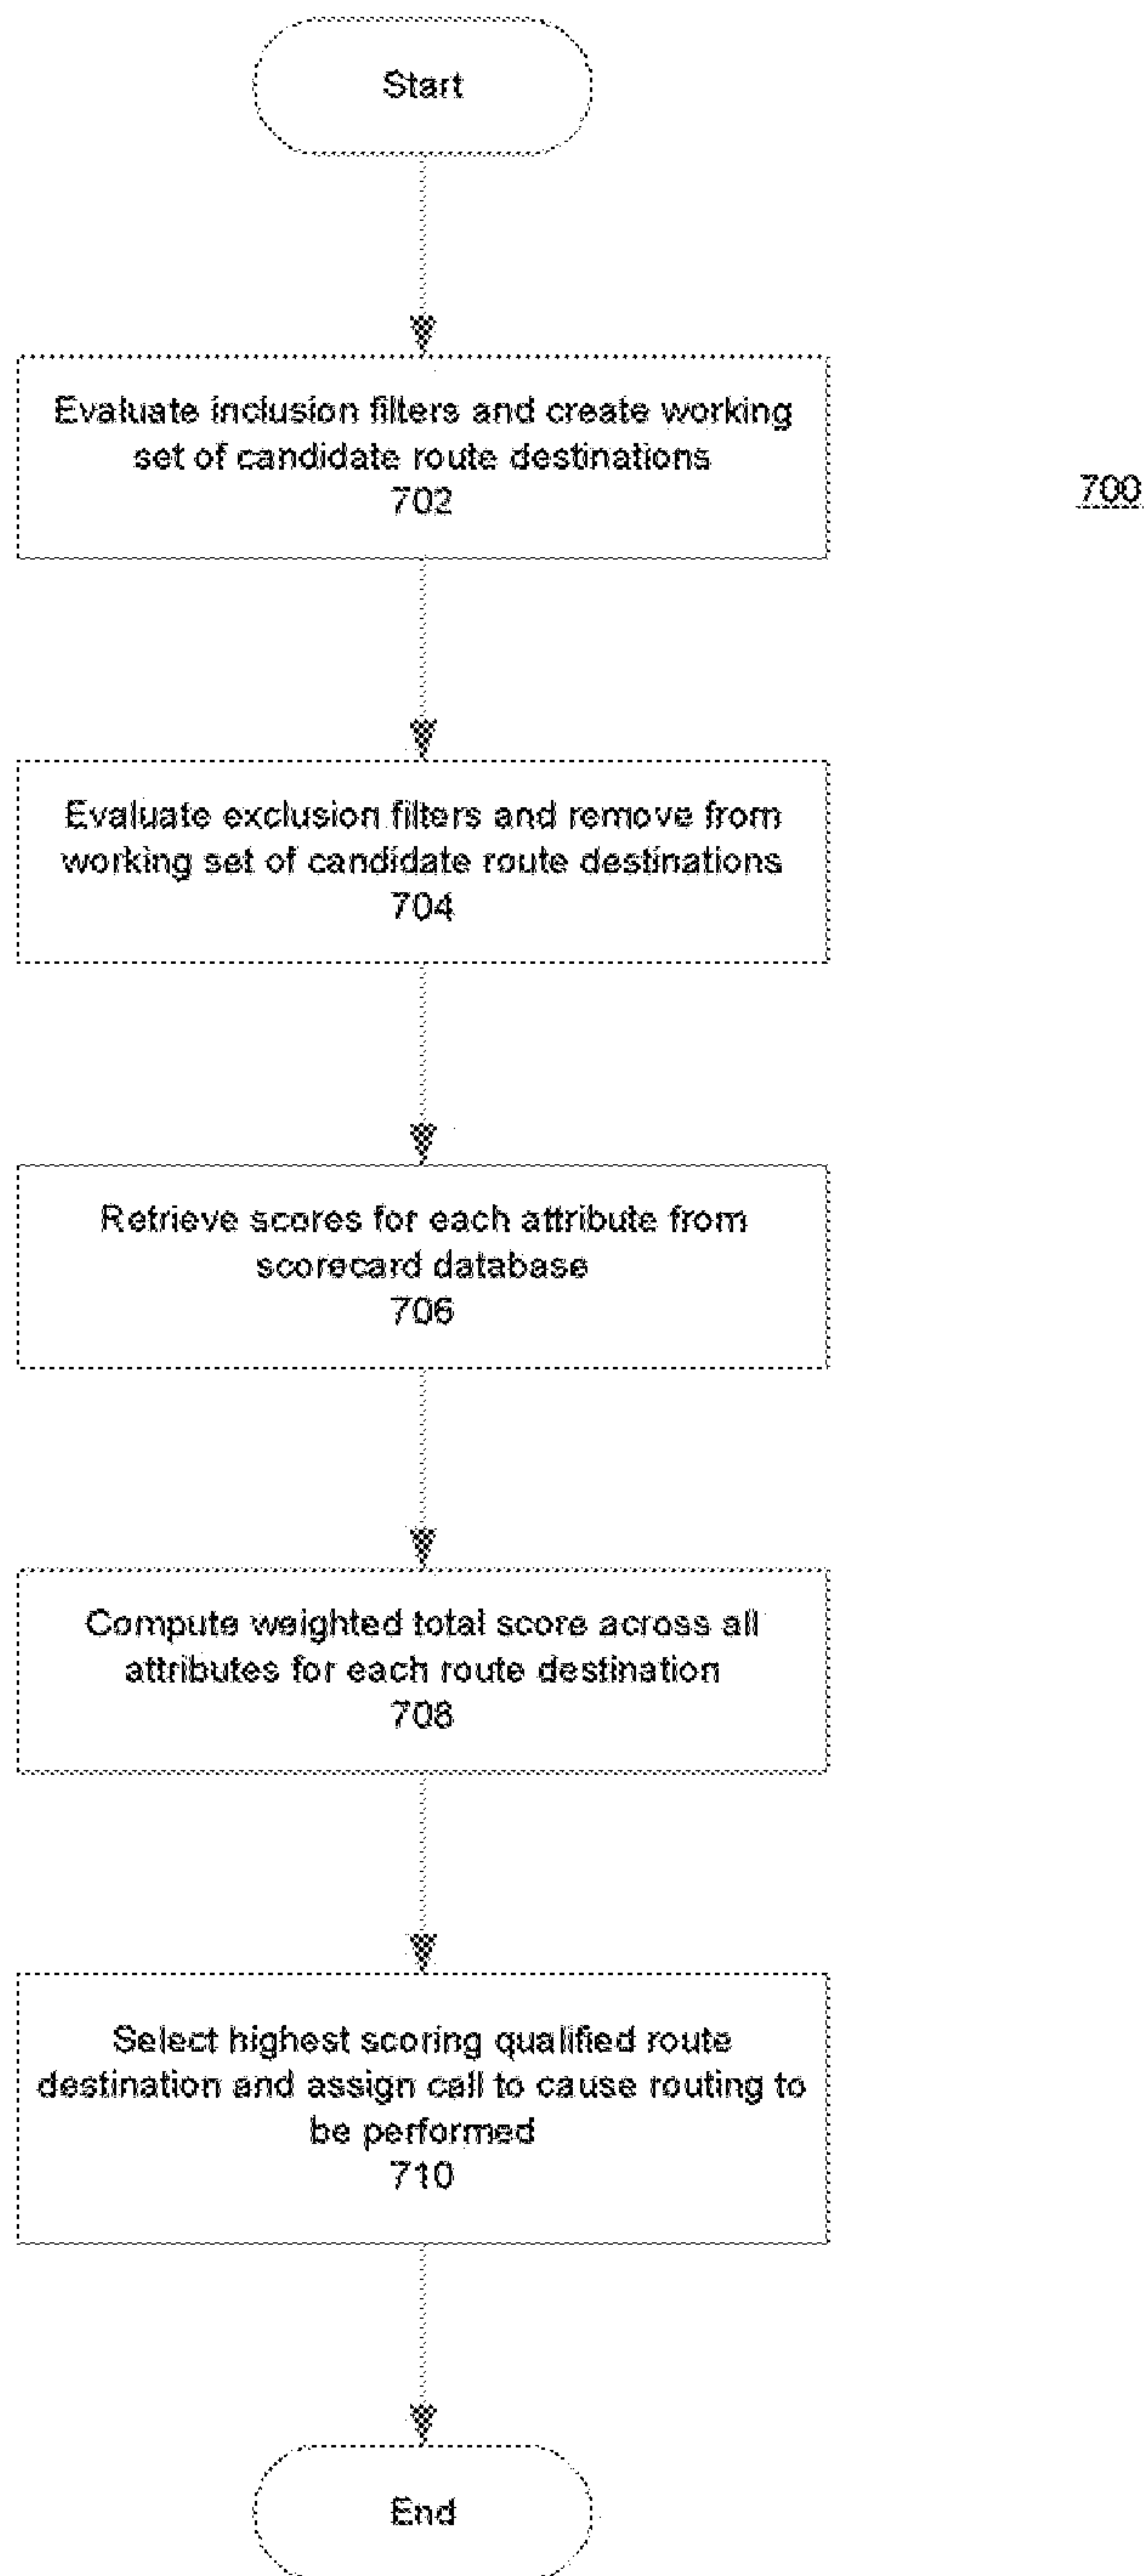 Start
Evaluate inclusion filters and create working
set of candidate route destinations
702
700
Evaluate exclusion filters and remove from
working set of candidate route destinations
704
Retrieve scores for each attribute from
scorecard database
706
Compute weighted total score across all
attributes for each route destination
708
Select highest scoring qualified route
destination and assign call to cause routing to
be performed
710
End